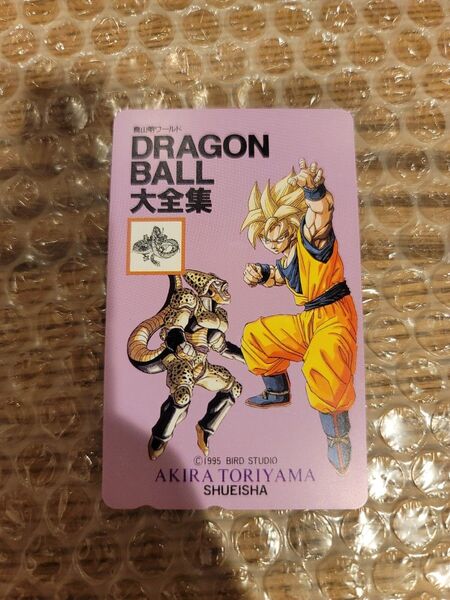 鳥山明ワールド
DRAGON
BALL
大全集
©1995 BIRD STUDIO
AKIRA TORIYAMA
SHUEISHA